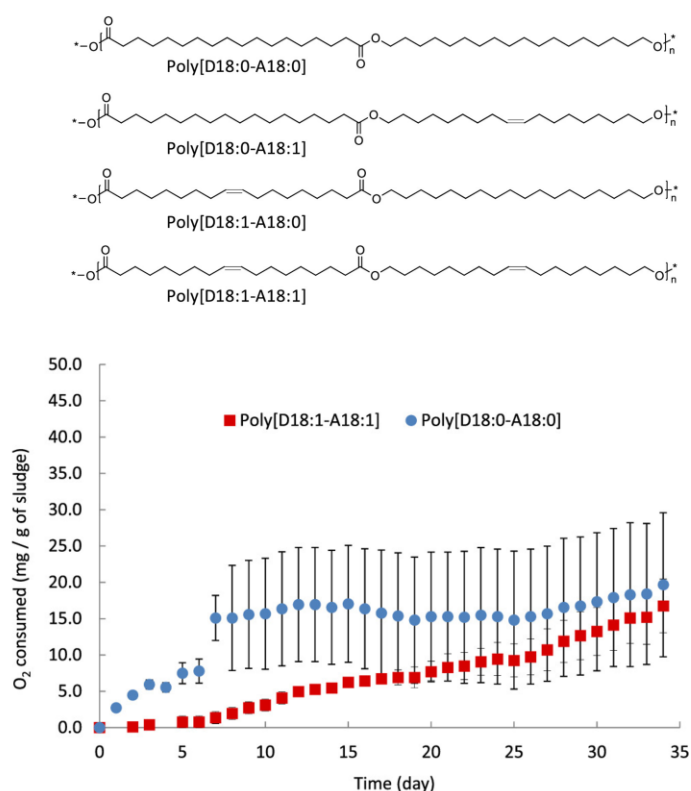 O
*-O
O
O
O
n
*
Poly[D18:0-A18:0]
O
*-O
O
O
O
n
*
Poly[D18:0-A18:1]
O
*-O
O
O
O
n
*
Poly[D18:1-A18:0]
O
*-O
O
O
O
n
*
Poly[D18:1-A18:1]
50.0
45.0
40.0
35.0
30.0
25.0
20.0
15.0
10.0
5.0
0.0
O₂ consumed (mg / g of sludge)
Poly[D18:1-A18:1] Poly[D18:0-A18:0]
0 5 10 15 20 25 30 35
Time (day)